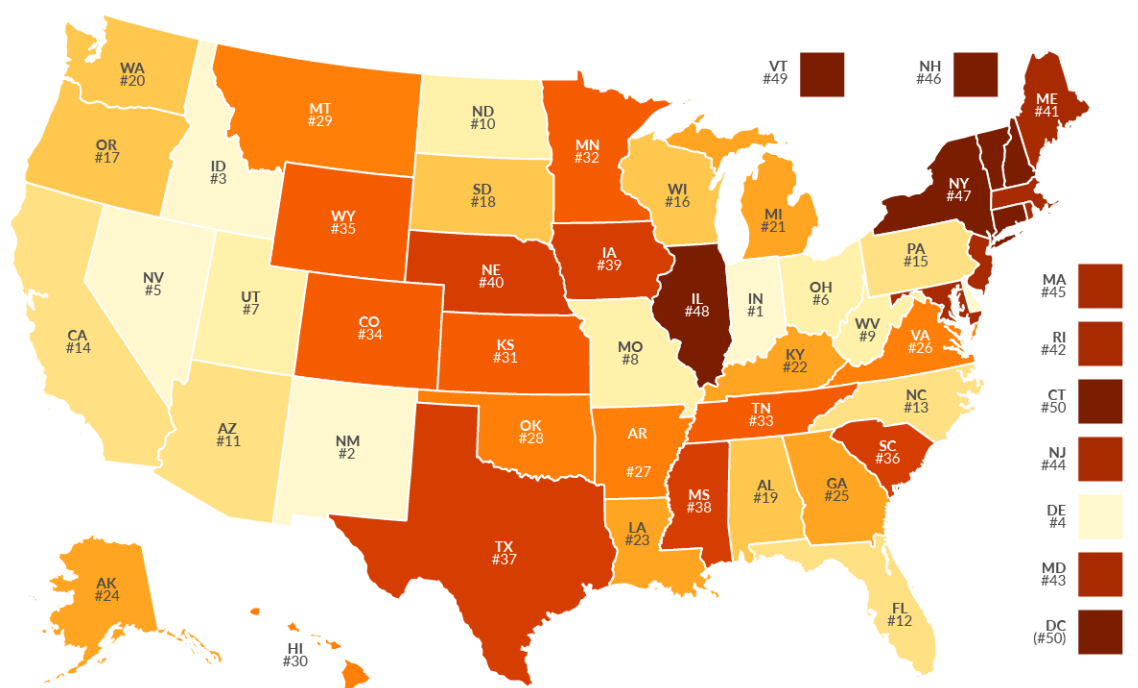 VT
#49
NH
#46
WA
#20
ME
#41
MT
#29
ND
#10
OR
#17
MN
#32
ID
#3
SD
#18
WI
#16
NY
#47
MI
#21
WY
#35
PA
#15
IA
#39
NE
#40
NV
#5
UT
#7
IL
#48
IN
#1
OH
#6
MA
#45
CA
#14
CO
#34
KS
#31
MO
#8
WV
#9
VA
#26
RI
#42
KY
#22
CT
#50
AZ
#11
NM
#2
OK
#28
AR
#27
TN
#33
NC
#13
SC
#36
NJ
#44
MS
#38
AL
#19
GA
#25
DE
#4
LA
#23
TX
#37
MD
#43
AK
#24
FL
#12
DC
(#50)
HI
#30